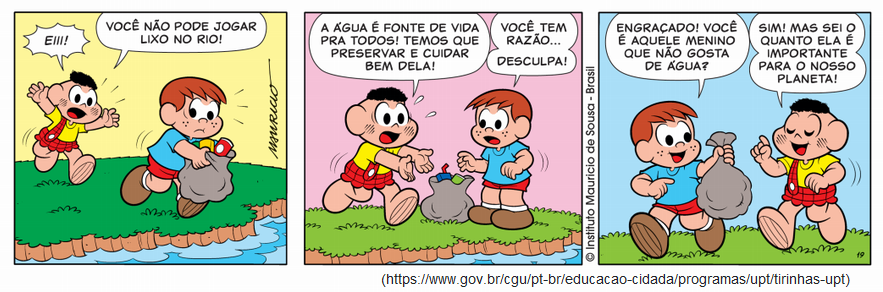 EIII!
VOCÊ NÃO PODE JOGAR
LIXO NO RIO!
MAURICIO
A ÁGUA É FONTE DE VIDA
PRA TODOS! TEMOS QUE
PRESERVAR E CUIDAR
BEM DELA!
VOCÊ TEM
RAZÃO...
DESCULPA!
© Instituto Mauricio de Sousa - Brasil
ENGRAÇADO! VOCÊ
É AQUELE MENINO
QUE NÃO GOSTA
DE ÁGUA?
SIM! MAS SEI O
QUANTO ELA É
IMPORTANTE
PARA O NOSSO
PLANETA!
19
(https://www.gov.br/cgu/pt-br/educacao-cidada/programas/upt/tirinhas-upt)